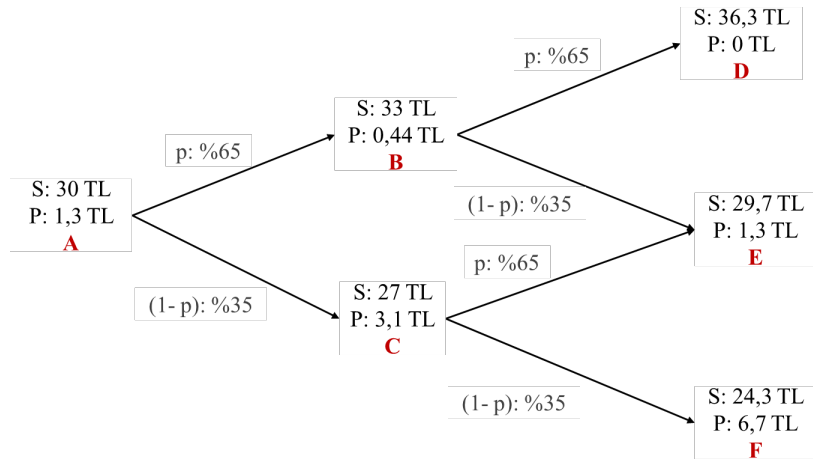 S: 36,3 TL
P: 0 TL
D
p: %65
S: 33 TL
P: 0,44 TL
B
p: %65
S: 30 TL
P: 1,3 TL
A
(1- p): %35
S: 29,7 TL
P: 1,3 TL
E
p: %65
(1- p): %35
S: 27 TL
P: 3,1 TL
C
(1- p): %35
S: 24,3 TL
P: 6,7 TL
F